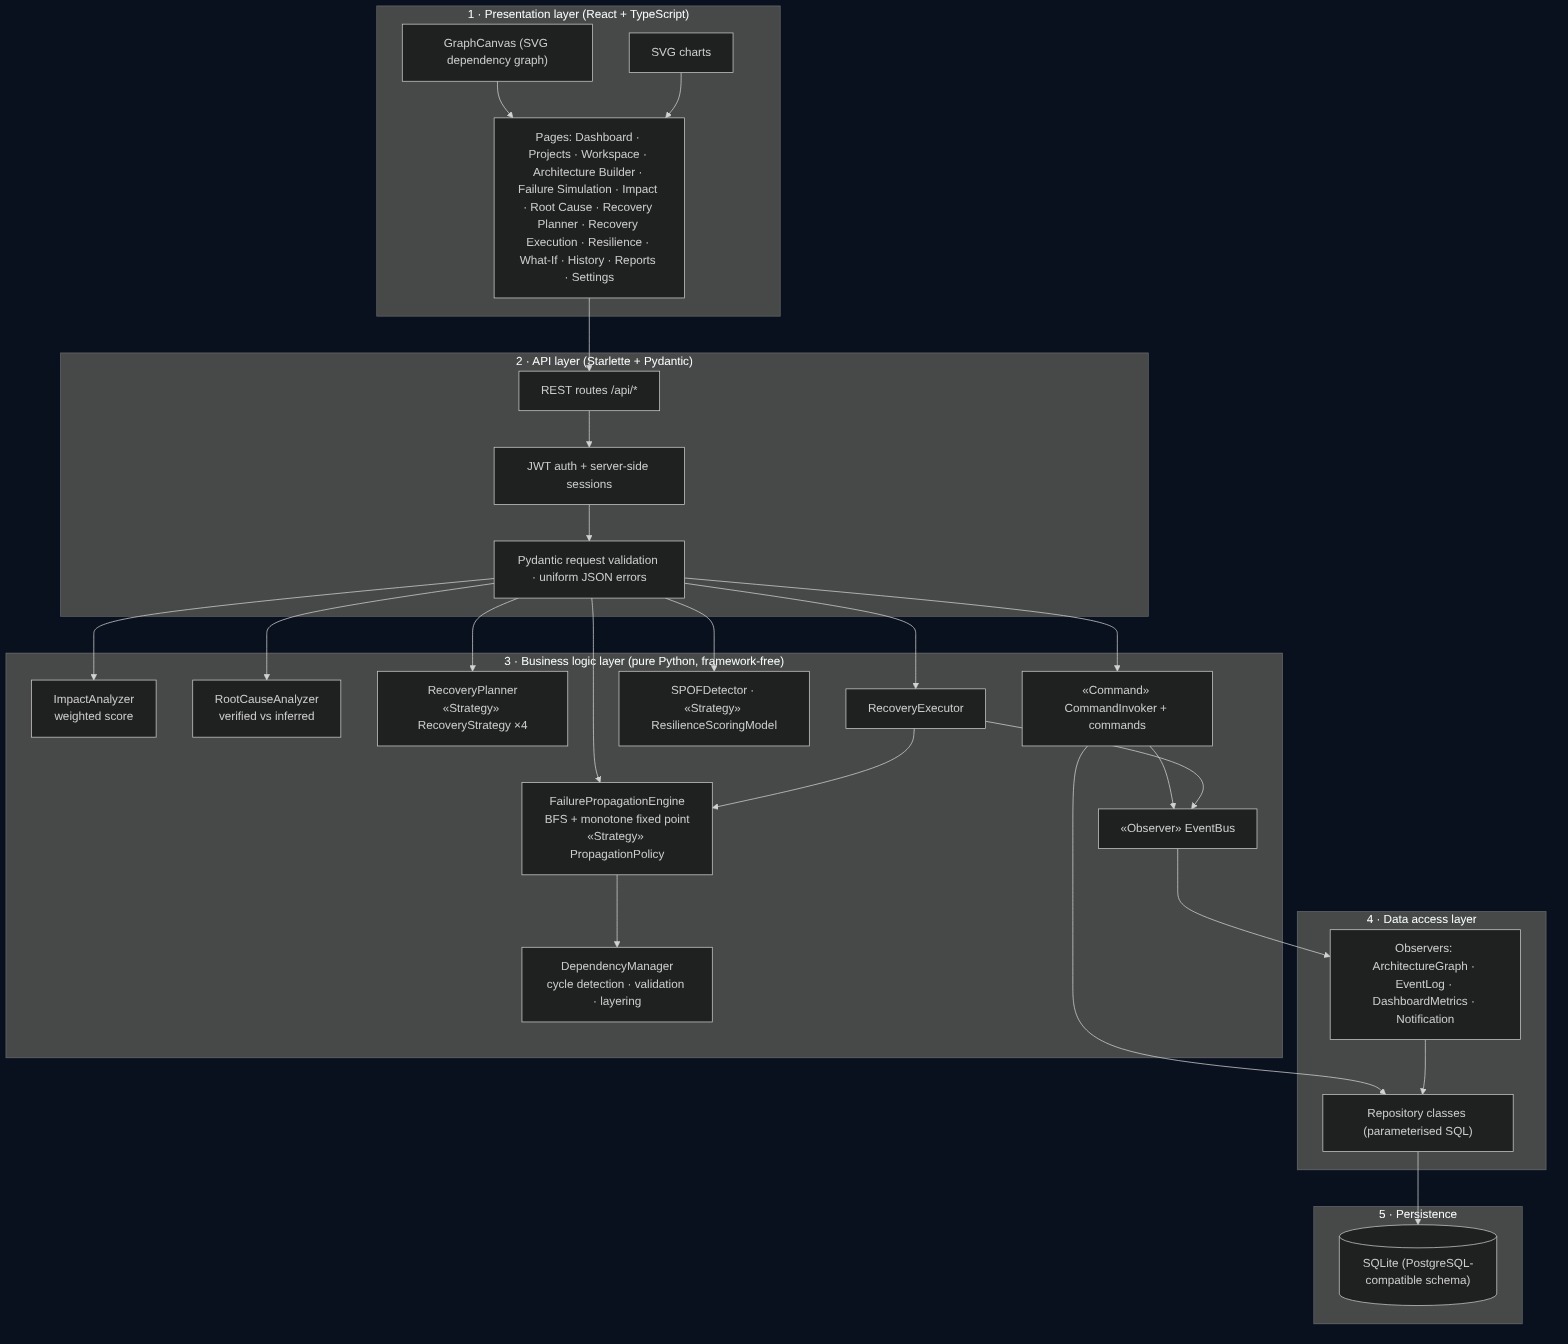 1 · Presentation layer (React + TypeScript)
GraphCanvas (SVG
dependency graph)
SVG charts
Pages: Dashboard ·
Projects · Workspace ·
Architecture Builder ·
Failure Simulation · Impact
· Root Cause · Recovery
Planner · Recovery
Execution · Resilience ·
What-If · History · Reports
· Settings
2 · API layer (Starlette + Pydantic)
REST routes /api/*
JWT auth + server-side
sessions
Pydantic request validation
· uniform JSON errors
3 · Business logic layer (pure Python, framework-free)
ImpactAnalyzer
weighted score
RootCauseAnalyzer
verified vs inferred
RecoveryPlanner
«Strategy»
RecoveryStrategy ×4
SPOFDetector ·
«Strategy»
ResilienceScoringModel
RecoveryExecutor
«Command»
CommandInvoker +
commands
FailurePropagationEngine
BFS + monotone fixed point
«Strategy»
PropagationPolicy
«Observer» EventBus
DependencyManager
cycle detection · validation
· layering
4 · Data access layer
Observers:
ArchitectureGraph ·
EventLog ·
DashboardMetrics ·
Notification
Repository classes
(parameterised SQL)
5 · Persistence
SQLite (PostgreSQL-
compatible schema)